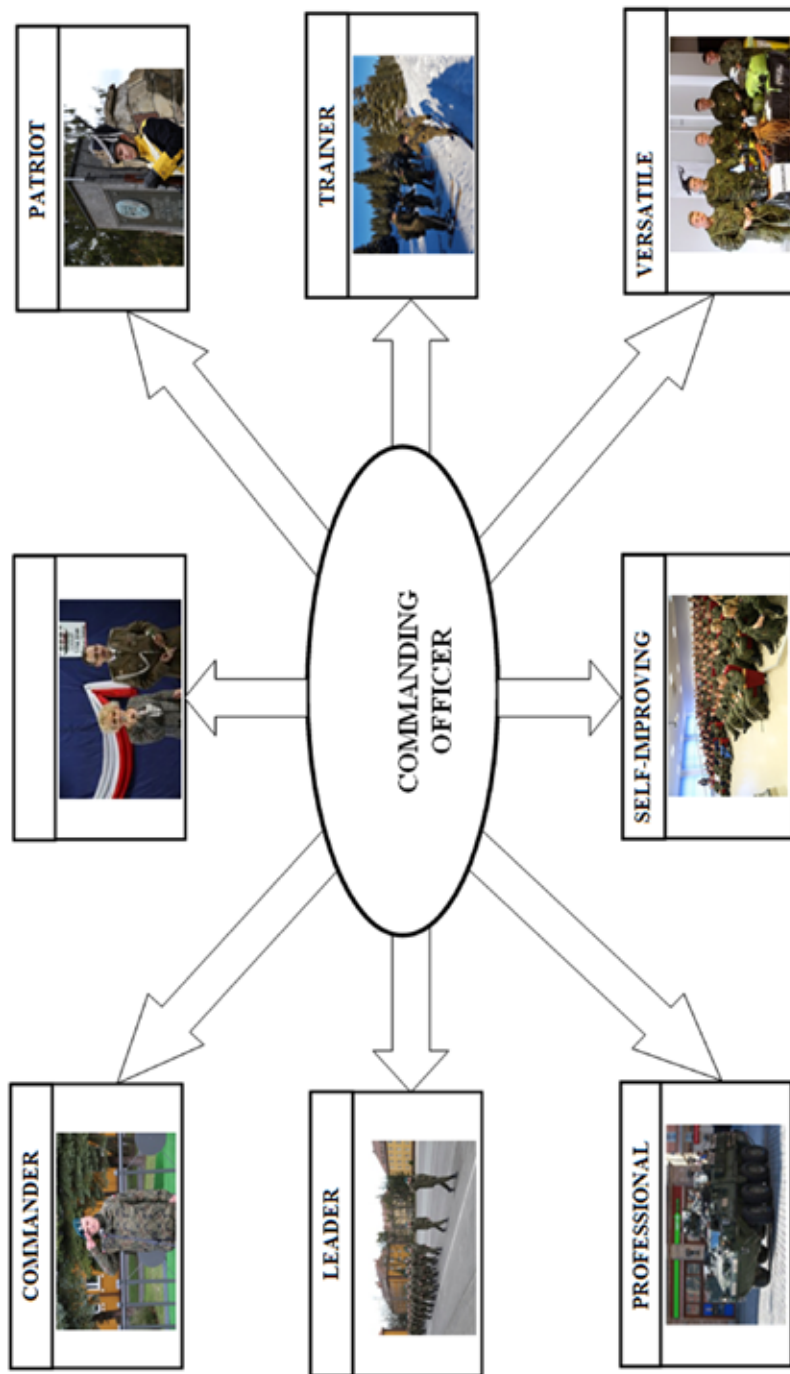 COMMANDER
PATRIOT
LEADER
COMMANDING
OFFICER
TRAINER
PROFESSIONAL
SELF-IMPROVING
VERSATILE